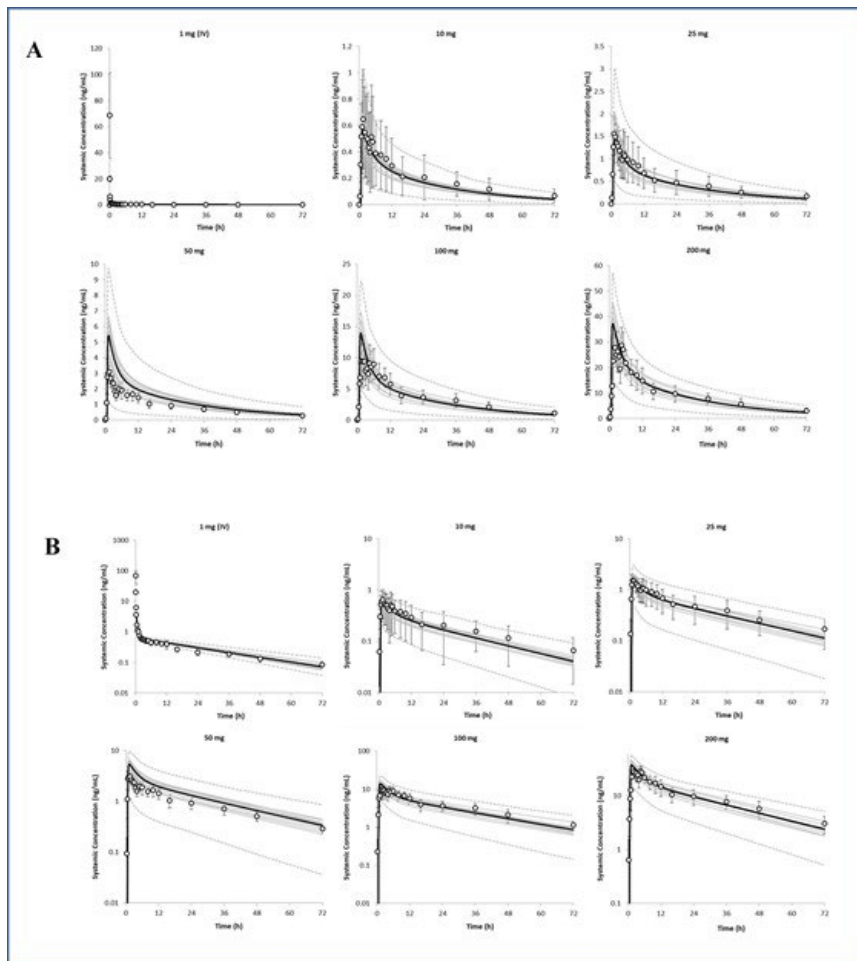 A
1 mg (IV)
Systemic Concentration (ng/mL)
120
100
80
60
40
20
0
0 12 24 36 48 60 72
Time (h)
10 mg
Systemic Concentration (ng/mL)
1.2
1
0.8
0.6
0.4
0.2
0
0 12 24 36 48 60 72
Time (h)
25 mg
Systemic Concentration (ng/mL)
3.5
3
2.5
2
1.5
1
0.5
0
0 12 24 36 48 60 72
Time (h)
50 mg
Systemic Concentration (ng/mL)
10
9
8
7
6
5
4
3
2
1
0
0 12 24 36 48 60 72
Time (h)
100 mg
Systemic Concentration (ng/mL)
25
20
15
10
5
0
0 12 24 36 48 60 72
Time (h)
200 mg
Systemic Concentration (ng/mL)
60
50
40
30
20
10
0
0 12 24 36 48 60 72
Time (h)
B
1 mg (IV)
Systemic Concentration (ng/mL)
1000
100
10
1
0.1
0.01
0 12 24 36 48 60 72
Time (h)
10 mg
Systemic Concentration (ng/mL)
10
1
0.1
0.01
0 12 24 36 48 60 72
Time (h)
25 mg
Systemic Concentration (ng/mL)
10
1
0.1
0.01
0 12 24 36 48 60 72
Time (h)
50 mg
Systemic Concentration (ng/mL)
10
1
0.1
0.01
0 12 24 36 48 60 72
Time (h)
100 mg
Systemic Concentration (ng/mL)
100
10
1
0.1
0.01
0 12 24 36 48 60 72
Time (h)
200 mg
Systemic Concentration (ng/mL)
10
1
0.1
0 12 24 36 48 60 72
Time (h)